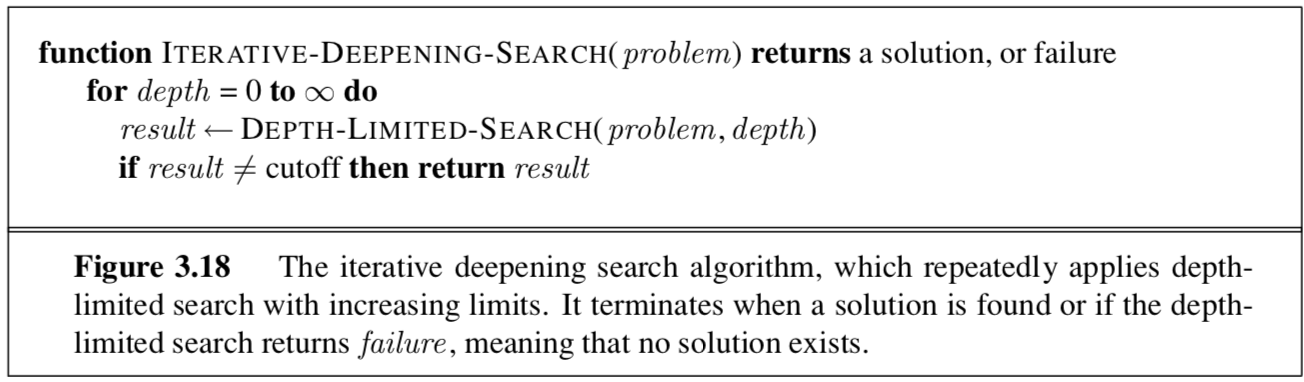 function ITERATIVE-DEEPENING-SEARCH(problem) returns a solution, or failure
for depth = 0 to ∞ do
result ← DEPTH-LIMITED-SEARCH(problem, depth)
if result ≠ cutoff then return result
Figure 3.18 The iterative deepening search algorithm, which repeatedly applies depth-
limited search with increasing limits. It terminates when a solution is found or if the depth-
limited search returns failure, meaning that no solution exists.